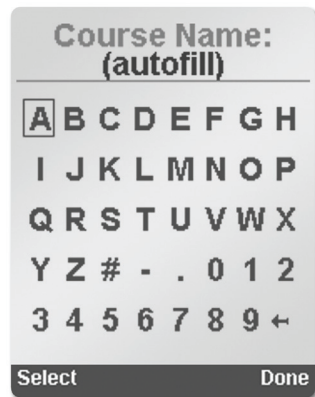 Course Name:
(autofill)
A B C D E F G H
I J K L M N O P
Q R S T U V W X
Y Z # - . 0 1 2
3 4 5 6 7 8 9 ←
Select Done